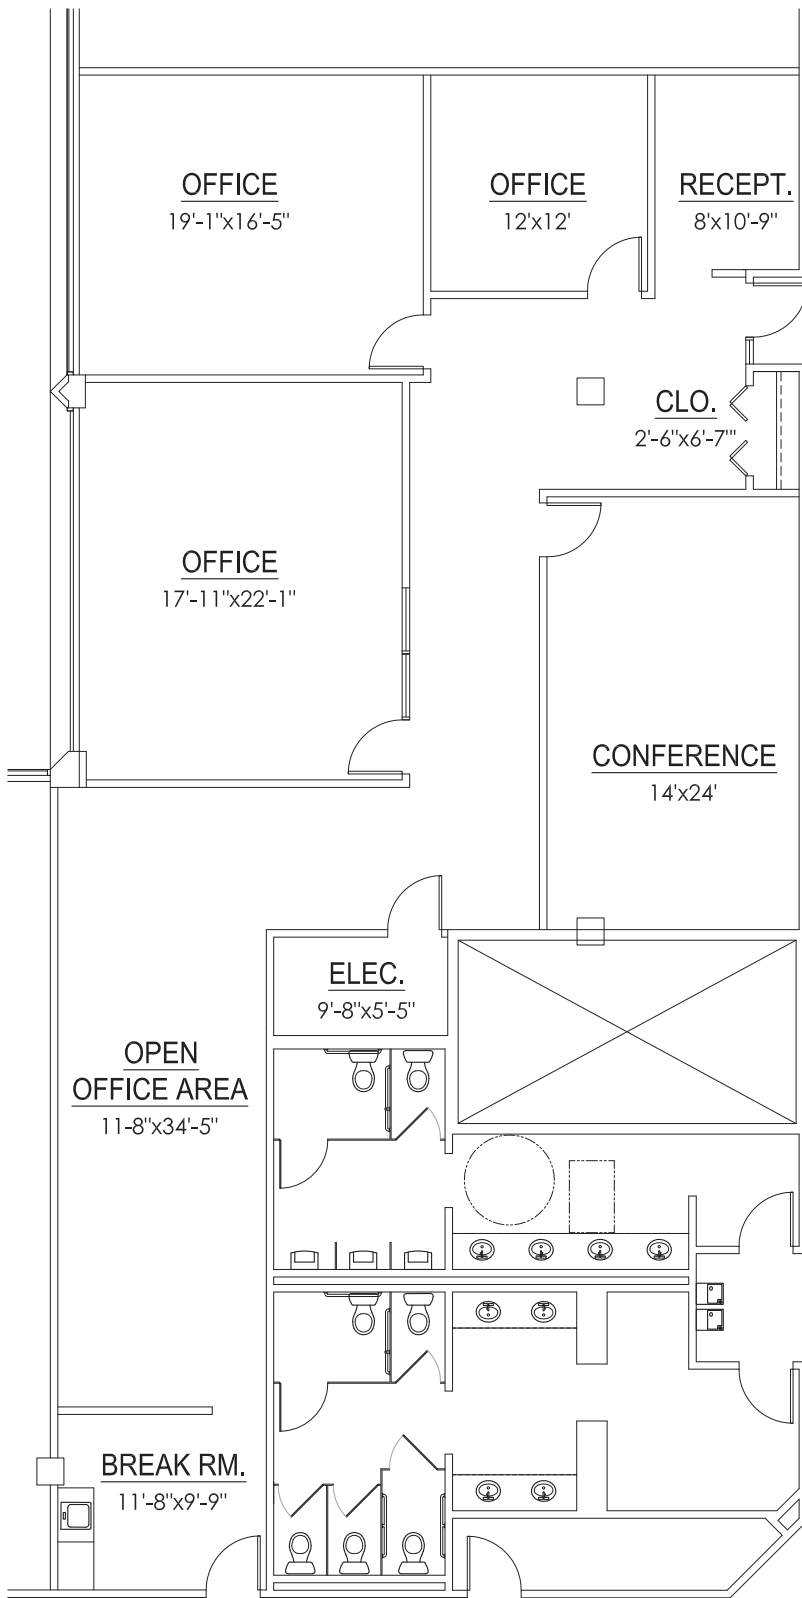 OFFICE
19'-1"x16'-5"
OFFICE
12'x12'
RECEPT.
8'x10'-9"
CLO.
2'-6"x6'-7'"
OFFICE
17'-11"x22'-1"
CONFERENCE
14'x24'
ELEC.
9'-8"x5'-5"
OPEN
OFFICE AREA
11-8"x34'-5"
BREAK RM.
11'-8"x9'-9"